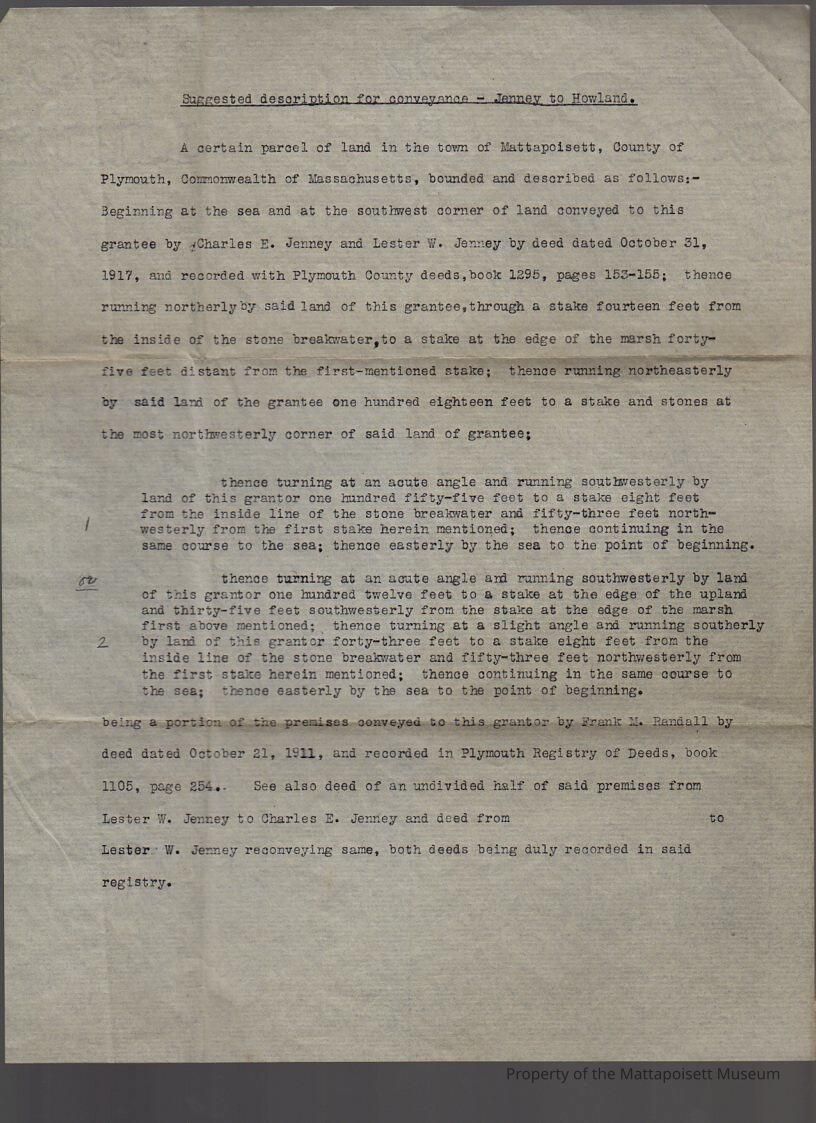 Suggested description for conveyance - Jenney to Howland.
A certain parcel of land in the town of Mattapoisett, County of
Plymouth, Commonwealth of Massachusetts, bounded and described as follows:-
Beginning at the sea and at the southwest corner of land conveyed to this
grantee by Charles E. Jenney and Lester W. Jenney by deed dated October 31,
1917, and recorded with Plymouth County deeds,book 1295, pages 153-155; thence
running northerly by said land of this grantee,through a stake fourteen feet from
the inside of the stone breakwater,to a stake at the edge of the marsh forty-
five feet distant from the first-mentioned stake; thence running northeasterly
by said land of the grantee one hundred eighteen feet to a stake and stones at
the most northwesterly corner of said land of grantee;
thence turning at an acute angle and running southwesterly by
land of this grantor one hundred fifty-five feet to a stake eight feet
from the inside line of the stone breakwater and fifty-three feet north-
1
westerly from the first stake herein mentioned; thence continuing in the
same course to the sea; thence easterly by the sea to the point of beginning.
or
thence turning at an acute angle and running southwesterly by land
of this grantor one hundred twelve feet to a stake at the edge of the upland
and thirty-five feet southwesterly from the stake at the edge of the marsh
first above mentioned; thence turning at a slight angle and running southerly
2
by land of this grantor forty-three feet to a stake eight feet from the
inside line of the stone breakwater and fifty-three feet northwesterly from
the first stake herein mentioned; thence continuing in the same course to
the sea; thence easterly by the sea to the point of beginning.
being a portion of the premises conveyed to this grantor by Frank M. Randall by
deed dated October 21, 1911, and recorded in Plymouth Registry of Deeds, book
1105, page 254.. See also deed of an undivided half of said premises from
Lester W. Jenney to Charles E. Jenney and deed from to
Lester W. Jenney reconveying same, both deeds being duly recorded in said
registry.
Property of the Mattapoisett Museum